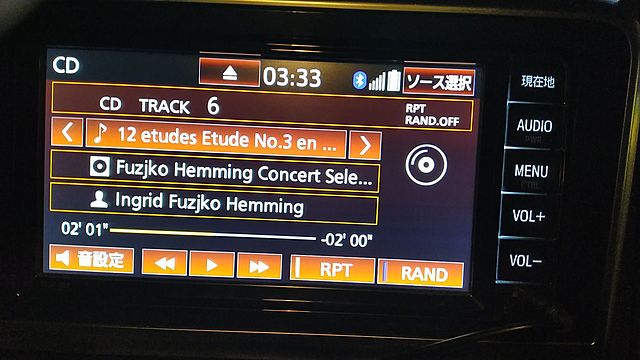 CD
03:33
ソース選択
CD TRACK 6
RPT
RAND.OFF
12 etudes Etude No.3 en ...
Fuzjko Hemming Concert Sele...
Ingrid Fuzjko Hemming
02' 01"
-02' 00"
音設定
RPT
RAND
現在地
AUDIO
MENU
VOL+
VOL-